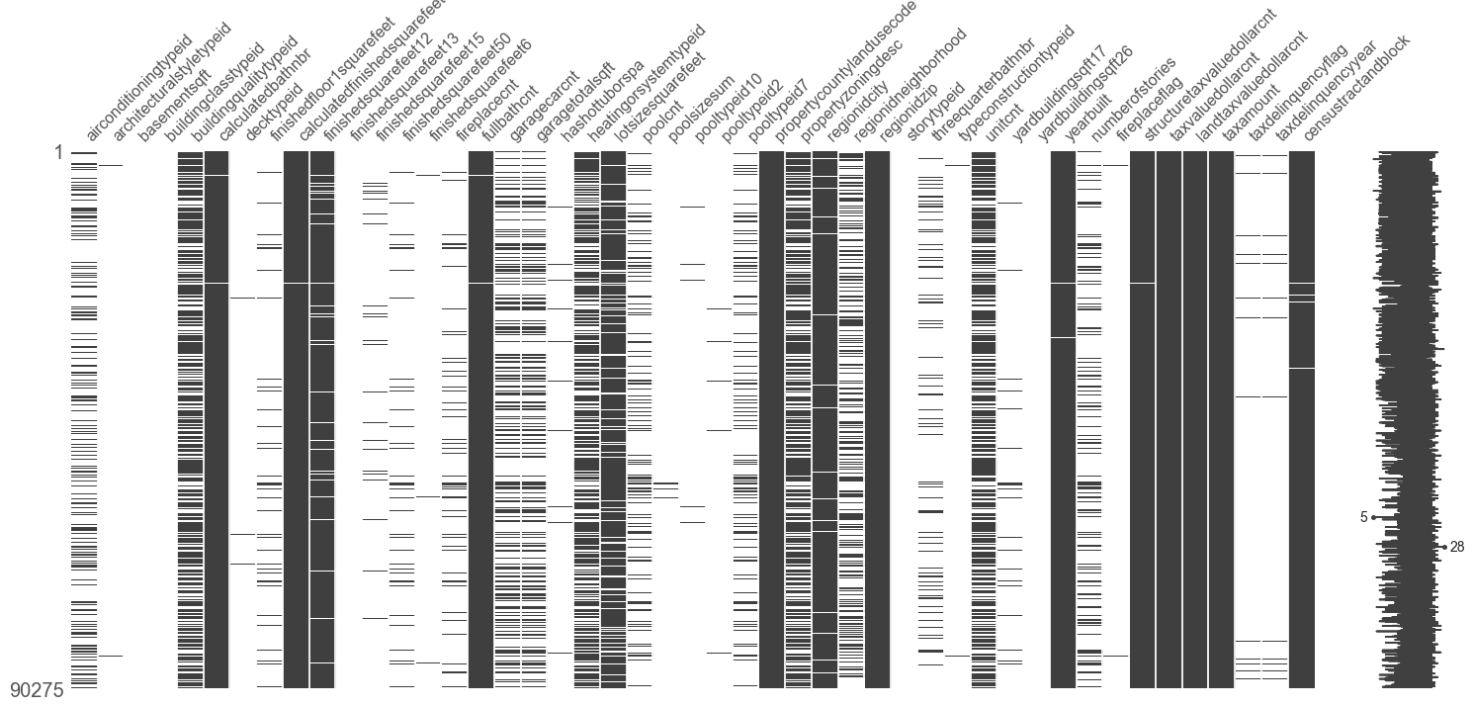 airconditioningtypeid
architecturalstyletypeid
basementsqft
buildingclasstypeid
buildingqualitytypeid
calculatedbathnbr
decktypeid
finishedfloor1squarefeet
calculatedfinishedsquarefeet
finishedsquarefeet12
finishedsquarefeet13
finishedsquarefeet15
finishedsquarefeet50
finishedsquarefeet6
fireplacecnt
fullbathcnt
garagecarcnt
garagetotalsqft
hashottuborspa
heatingorsystemtypeid
lotsizesquarefeet
poolcnt
poolsizesum
pooltypeid10
pooltypeid2
pooltypeid7
propertycountylandusecode
propertyzoningdesc
regionidcity
regionidneighborhood
regionidzip
storytypeid
threequarterbathnbr
typeconstructiontypeid
unitcnt
yardbuildingsqft17
yardbuildingsqft26
yearbuilt
numberofstories
fireplaceflag
structuretaxvaluedollarcnt
taxvaluedollarcnt
landtaxvaluedollarcnt
taxamount
taxdelinquencyflag
taxdelinquencyyear
censustractandblock
1
5
28
90275